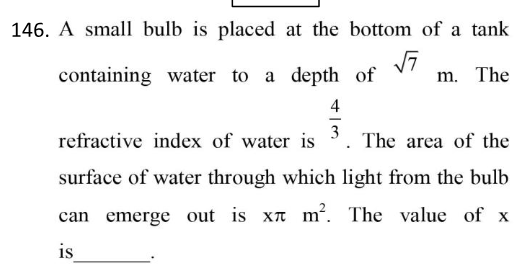 146. A small bulb is placed at the bottom of a tank
containing water to a depth of √7 m. The
refractive index of water is 4/3. The area of the
surface of water through which light from the bulb
can emerge out is xπ m². The value of x
is________.